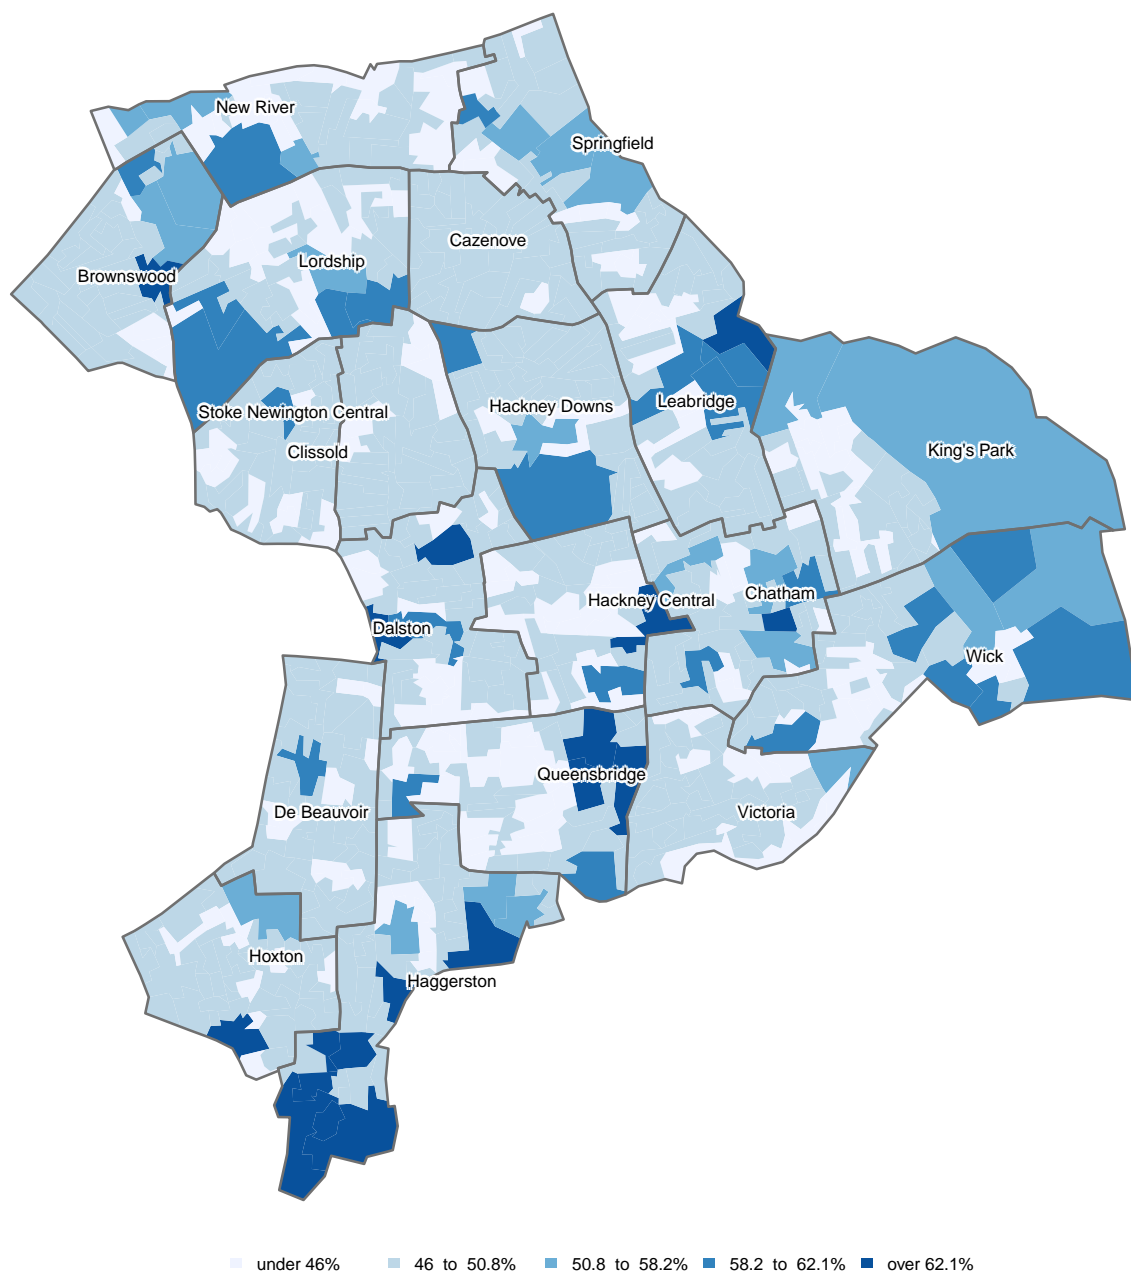 New River
Springfield
Cazenove
Lordship
Brownswood
Leabridge
Hackney Downs
Stoke Newington Central
Clissold
King's Park
Chatham
Hackney Central
Dalston
Wick
Queensbridge
De Beauvoir
Victoria
Hoxton
Haggerston
under 46% 46 to 50.8% 50.8 to 58.2% 58.2 to 62.1% over 62.1%